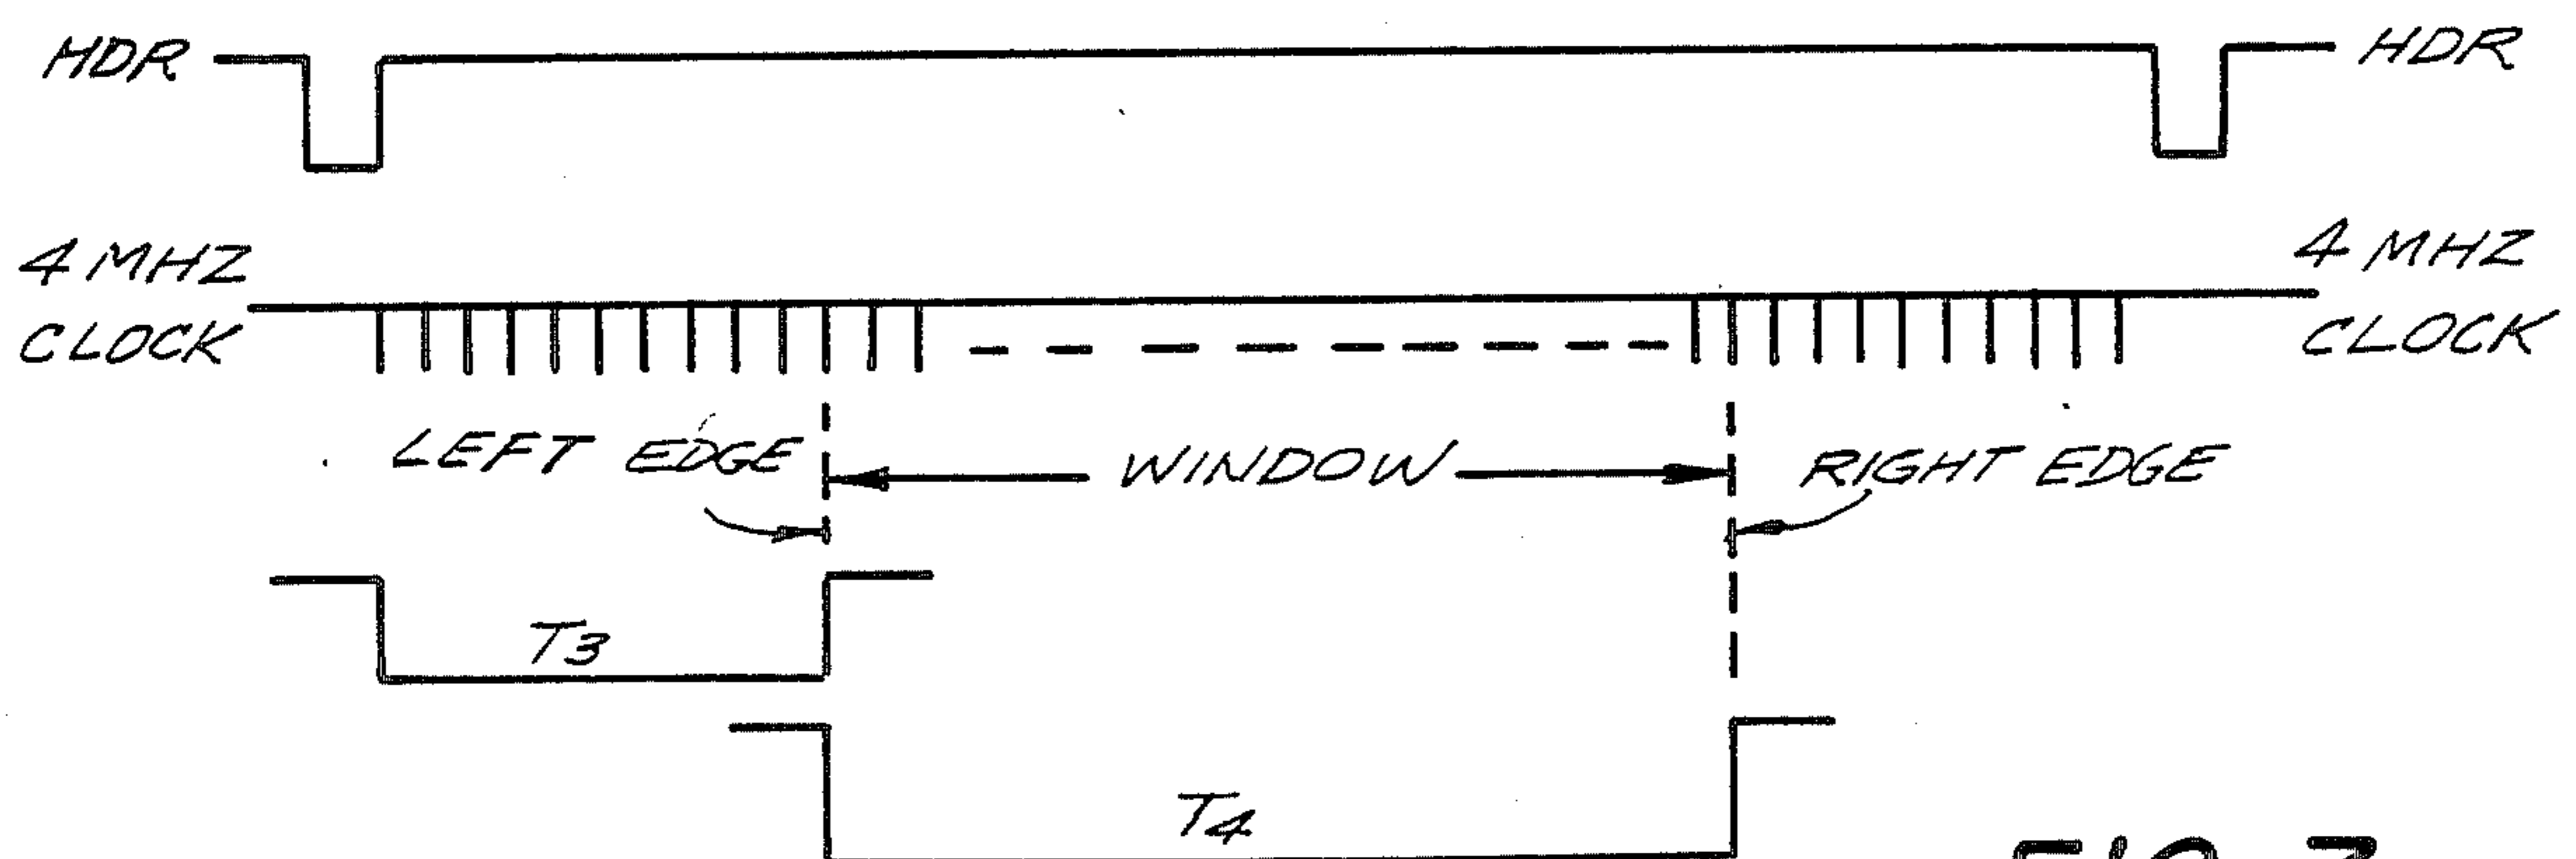 HDR HDR
4 MHZ 4 MHZ
CLOCK CLOCK
LEFT EDGE WINDOW RIGHT EDGE
T3
T4